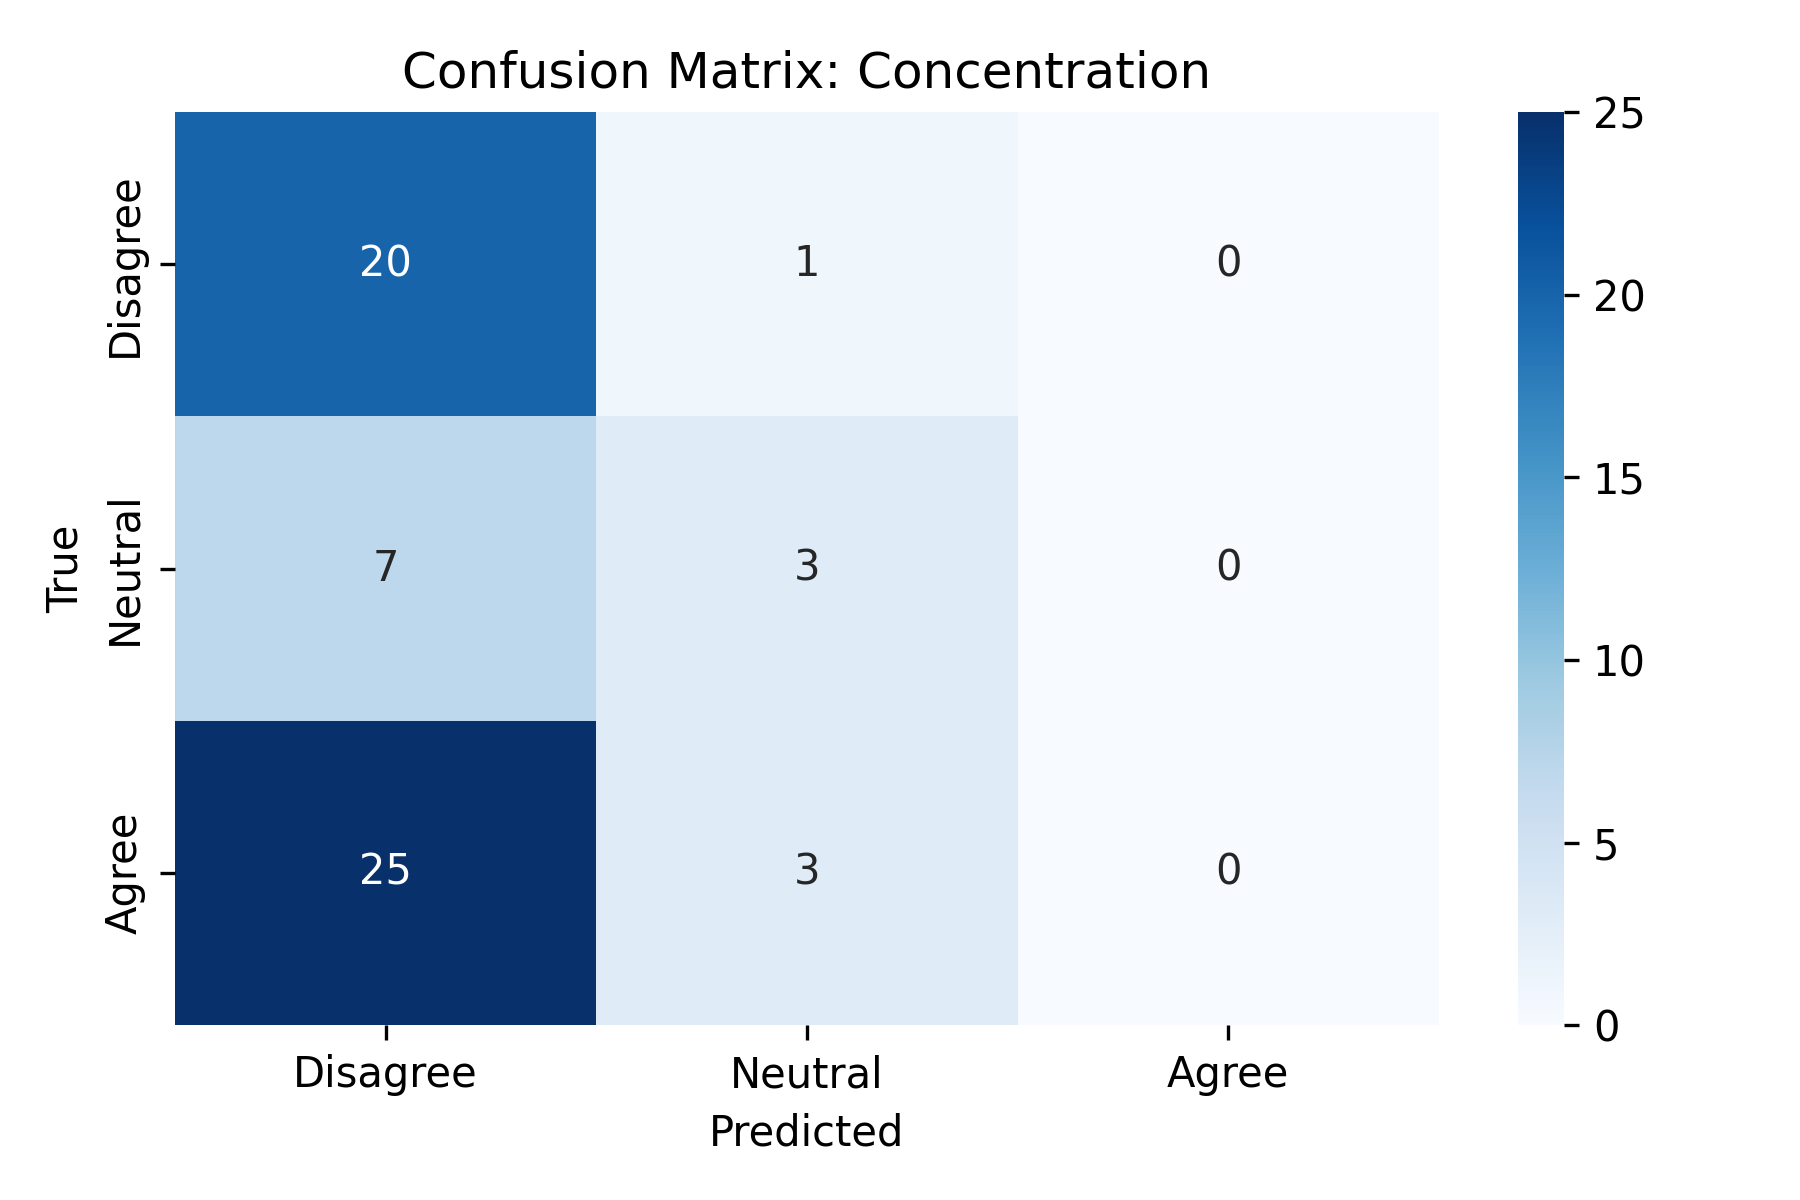 Confusion Matrix: Concentration
True
Disagree
20 1 0
Neutral
7 3 0
Agree
25 3 0
Disagree Neutral Agree
Predicted
25
20
15
10
5
0